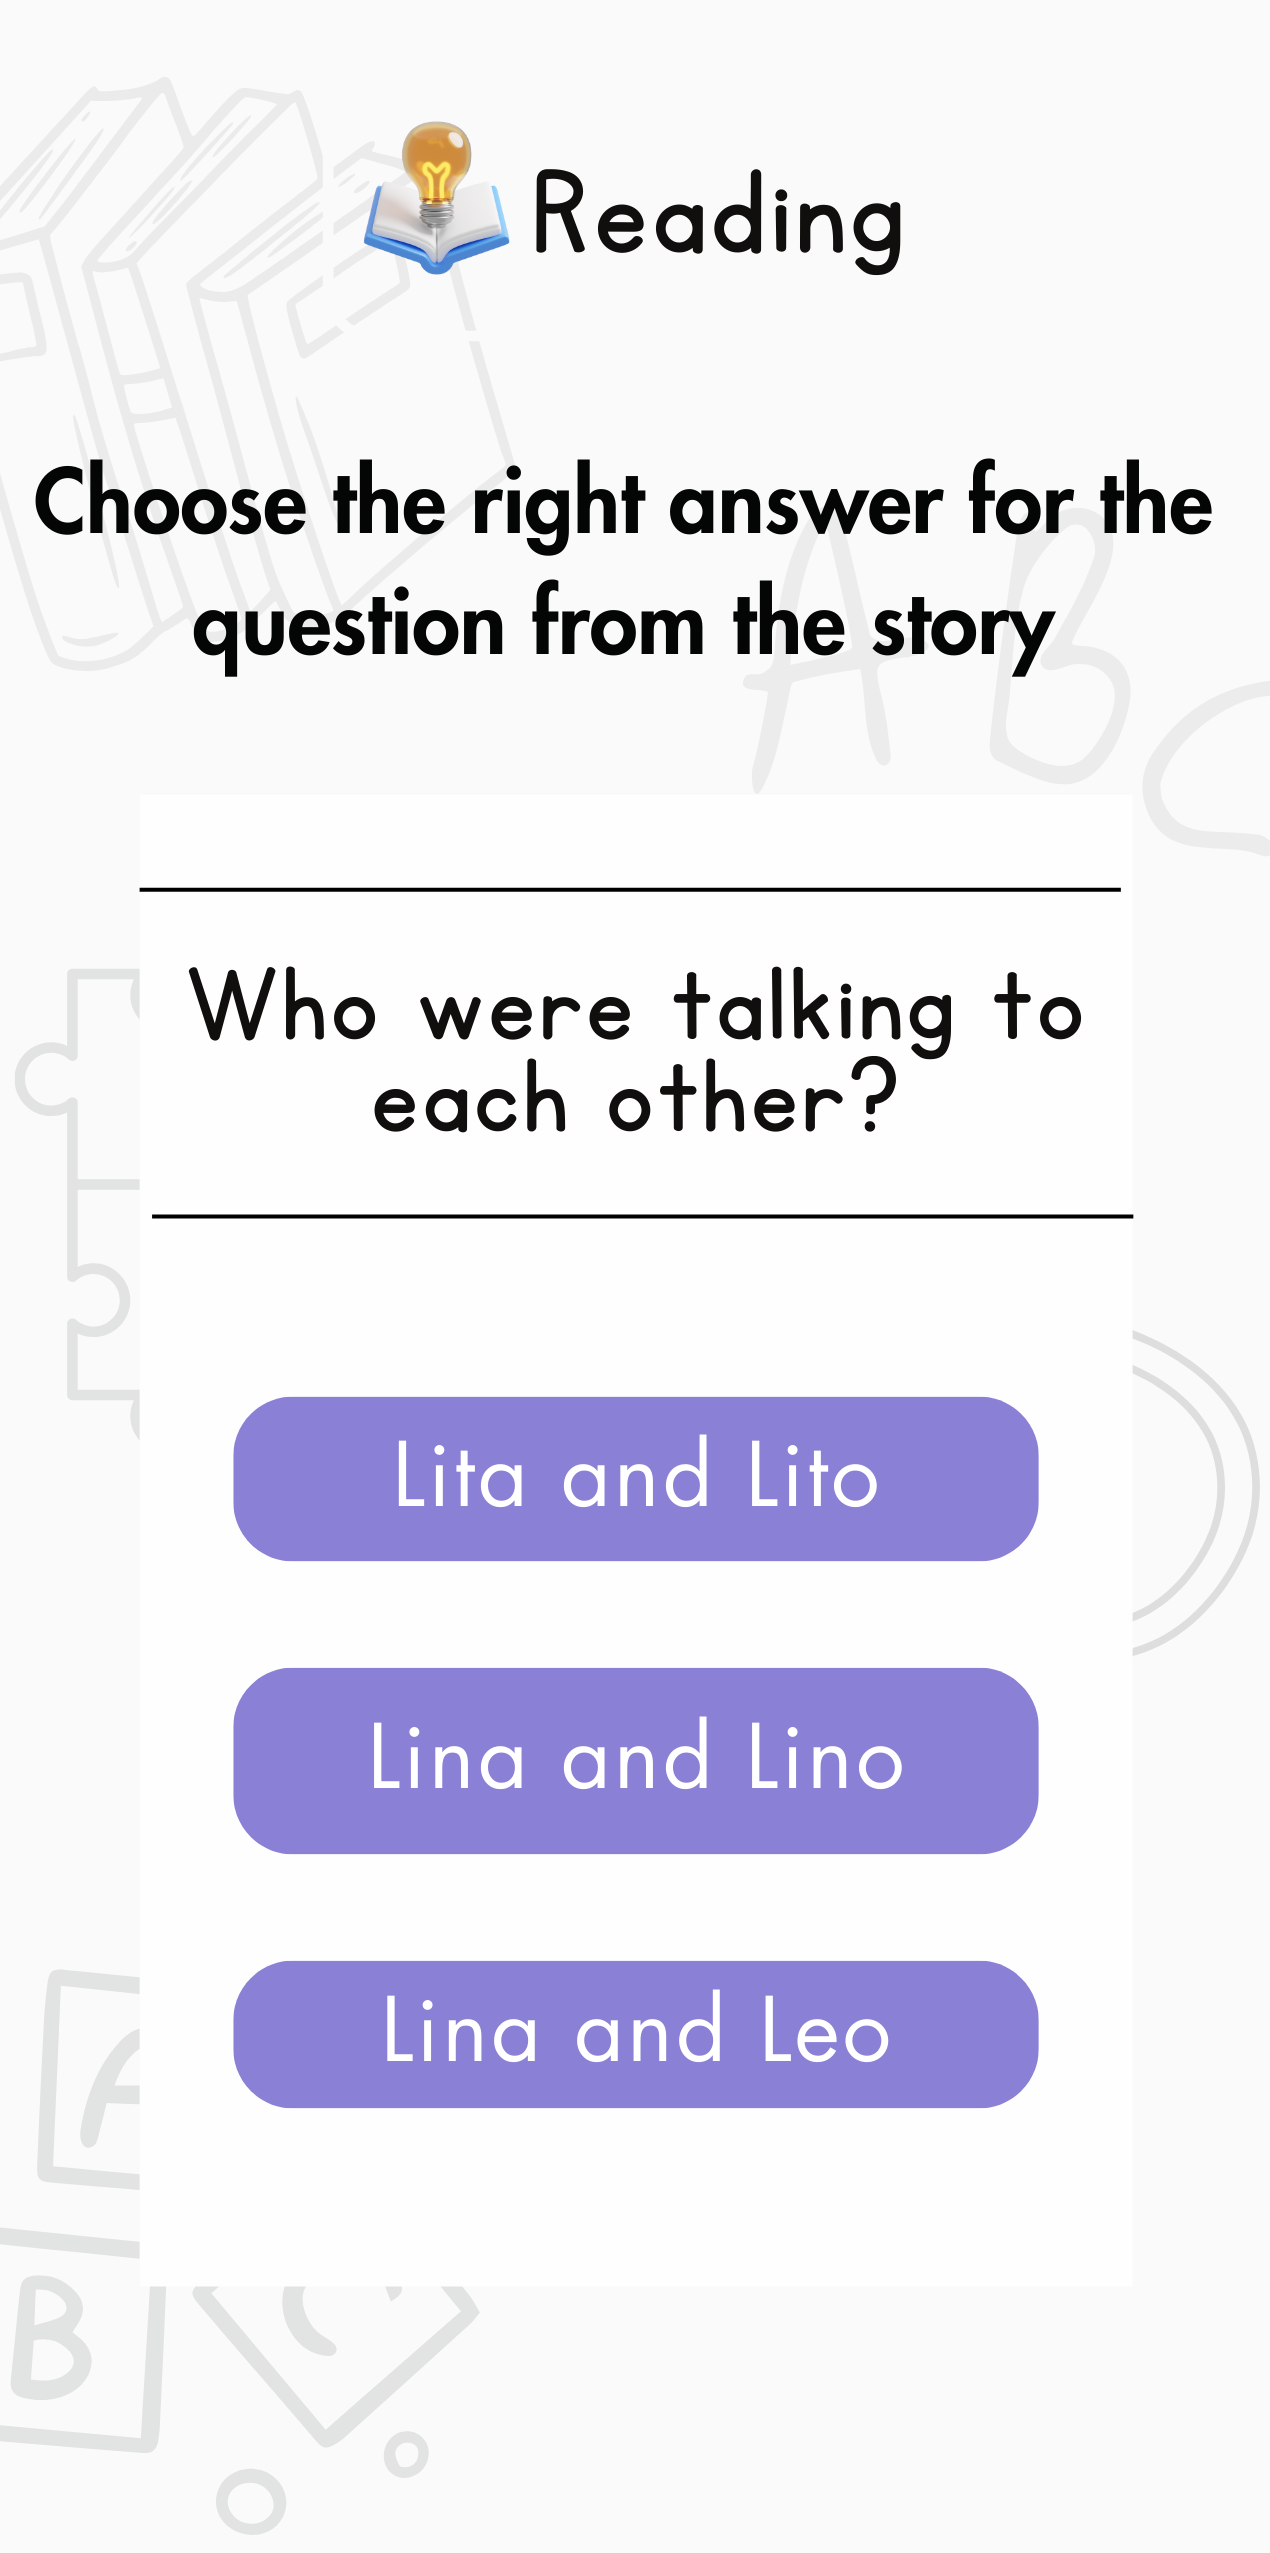 Reading
Choose the right answer for the
question from the story
Who were talking to
each other?
Lita and Lito
Lina and Lino
Lina and Leo
A B C
A
B
C